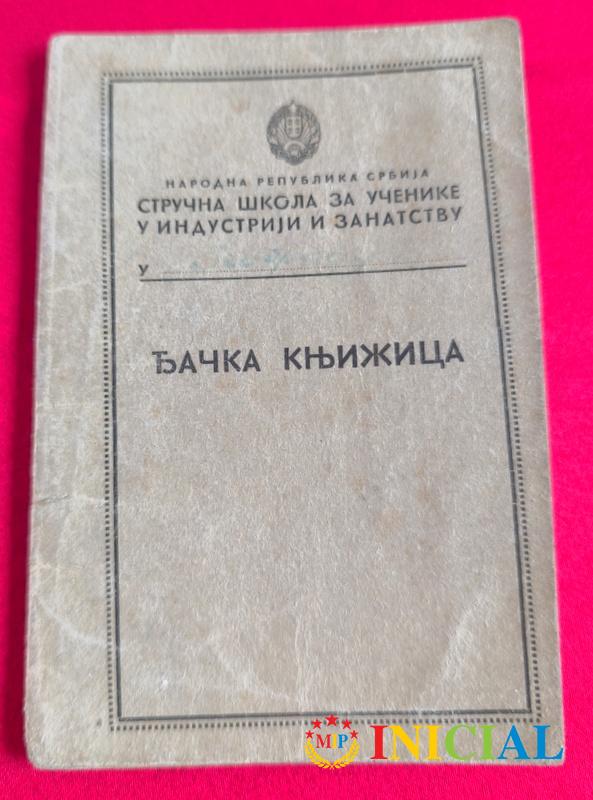 НАРОДНА РЕПУБЛИКА СРБИЈА
СТРУЧНА ШКОЛА ЗА УЧЕНИКЕ
У ИНДУСТРИЈИ И ЗАНАТСТВУ
У
ЂАЧКА КЊИЖИЦА
MP INICIAL